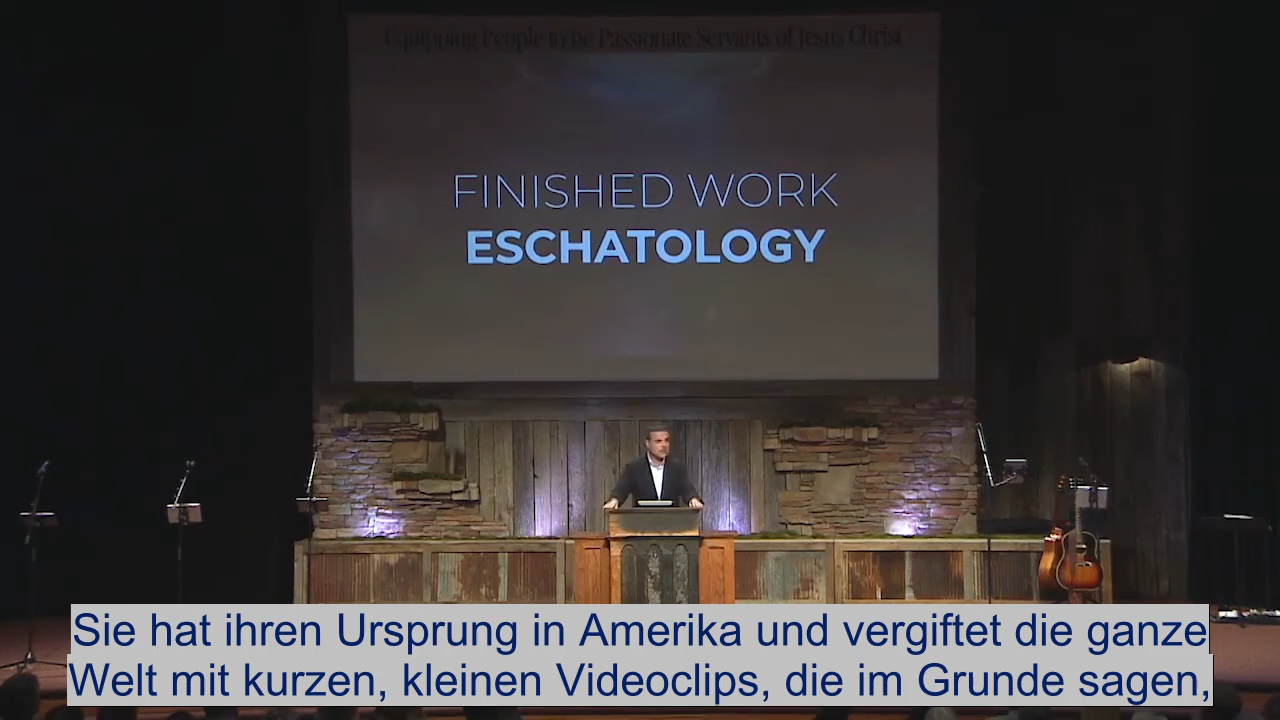 Equipping People to be Passionate Servants of Jesus Christ
FINISHED WORK
ESCHATOLOGY
Sie hat ihren Ursprung in Amerika und vergiftet die ganze
Welt mit kurzen, kleinen Videoclips, die im Grunde sagen,